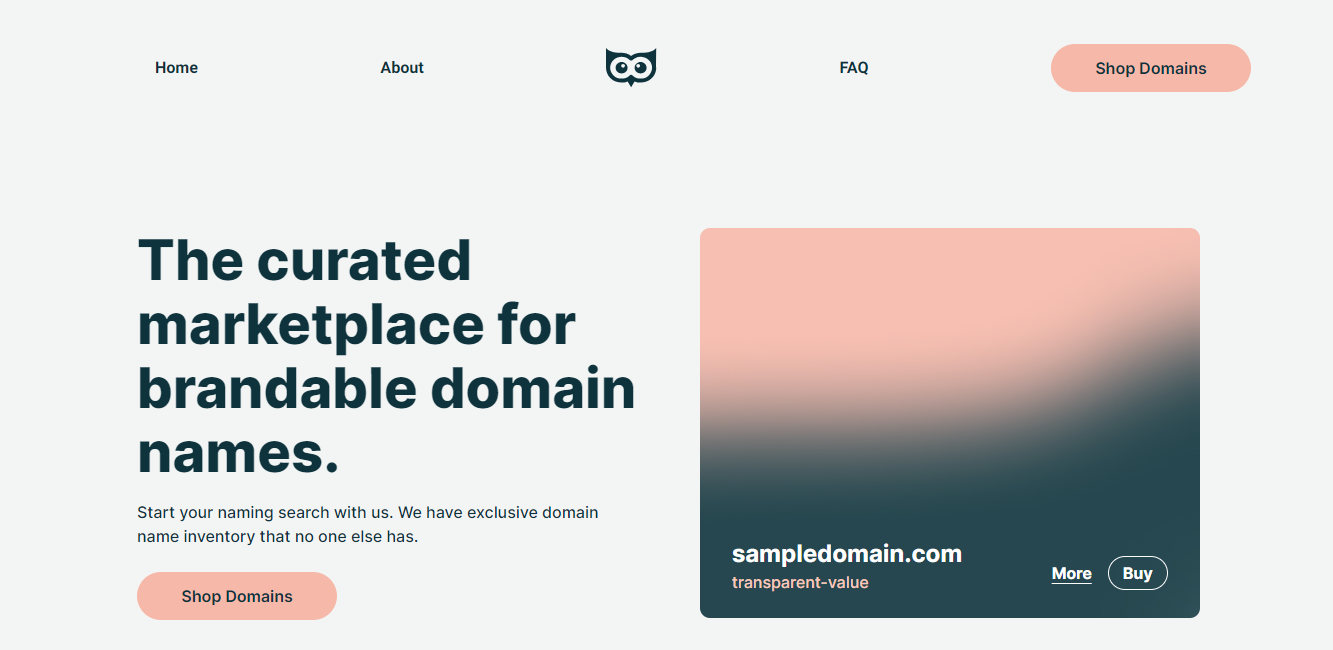 Home
About
FAQ
Shop Domains
The curated
marketplace for
brandable domain
names.
Start your naming search with us. We have exclusive domain
name inventory that no one else has.
Shop Domains
sampledomain.com
transparent-value
More
Buy